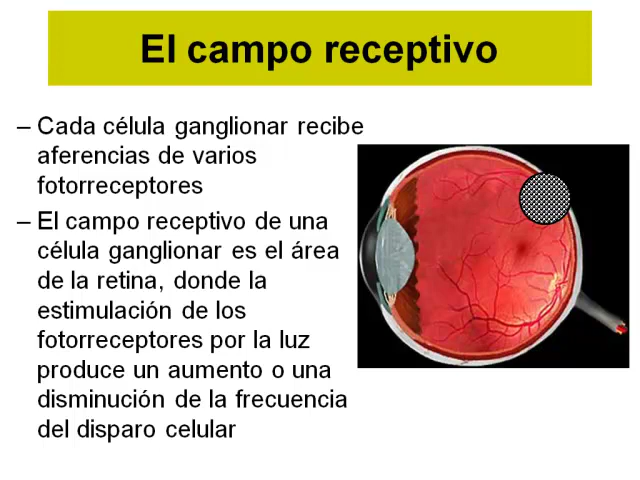 El campo receptivo
– Cada célula ganglionar recibe
aferencias de varios
fotorreceptores
– El campo receptivo de una
célula ganglionar es el área
de la retina, donde la
estimulación de los
fotorreceptores por la luz
produce un aumento o una
disminución de la frecuencia
del disparo celular